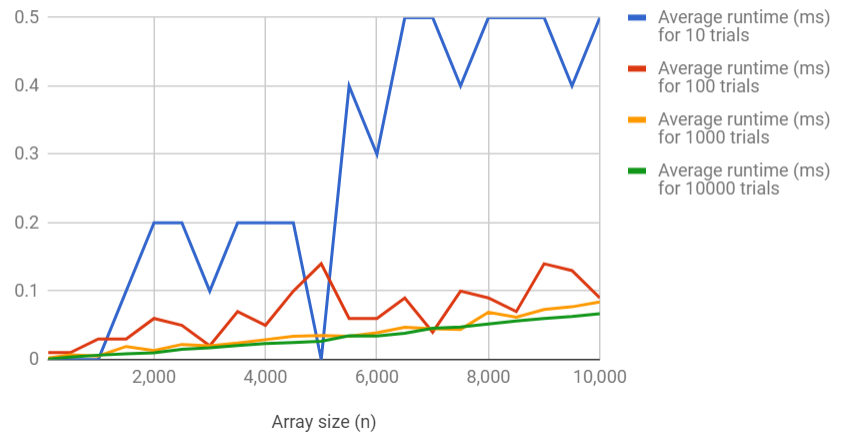 0.5
0.4
0.3
0.2
0.1
0
2,000
4,000
6,000
8,000
10,000
Array size (n)
Average runtime (ms)
for 10 trials
Average runtime (ms)
for 100 trials
Average runtime (ms)
for 1000 trials
Average runtime (ms)
for 10000 trials